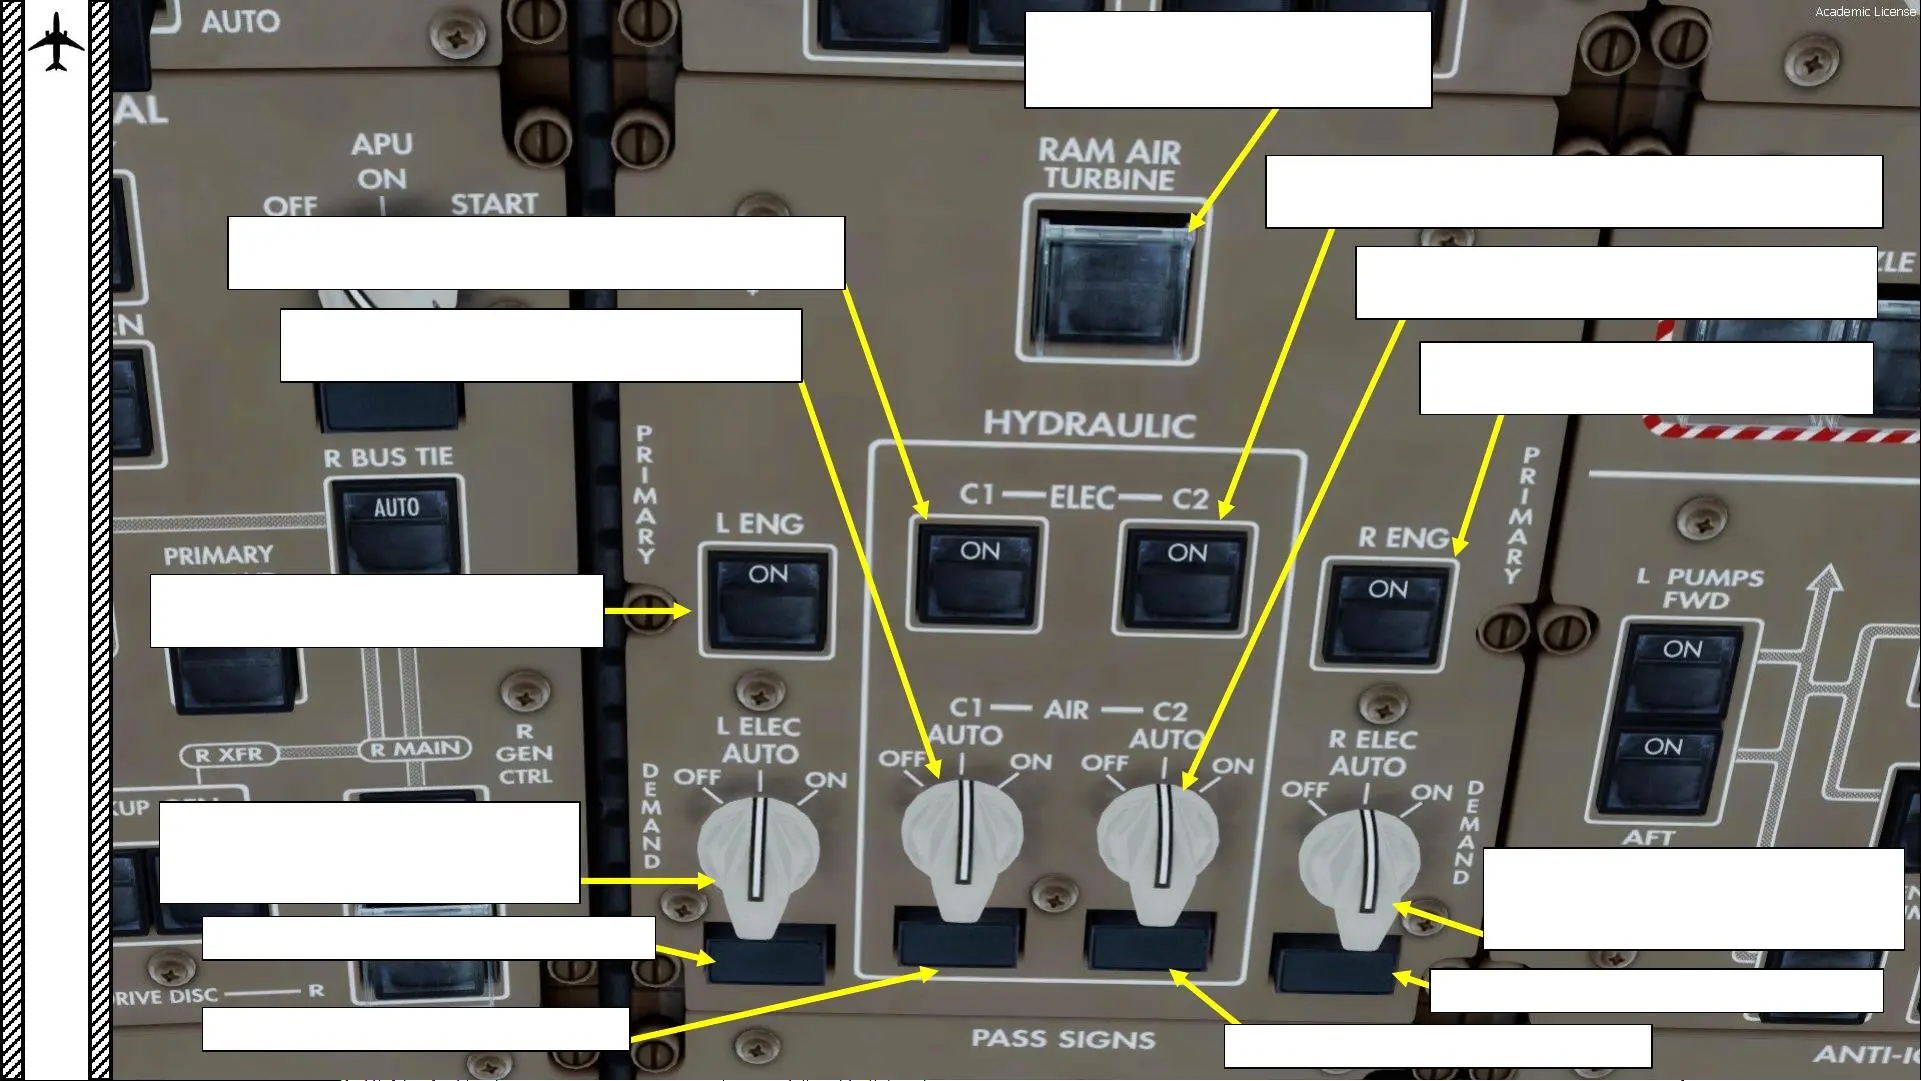 Academic License
AUTO
AL
APU
ON
OFF
START
RAM AIR
TURBINE
R BUS TIE
AUTO
HYDRAULIC
PRIMARY
PRIMARY
C1 ELEC C2
ON
ON
L ENG
ON
R ENG
ON
PRIMARY
L PUMPS
FWD
ON
ON
AFT
C1 AIR C2
AUTO
AUTO
OFF
ON
OFF
ON
L ELEC
AUTO
OFF
ON
R ELEC
AUTO
OFF
ON
DEMAND
DEMAND
R XFR
R MAIN
R
GEN
CTRL
DRIVE DISC R
PASS SIGNS